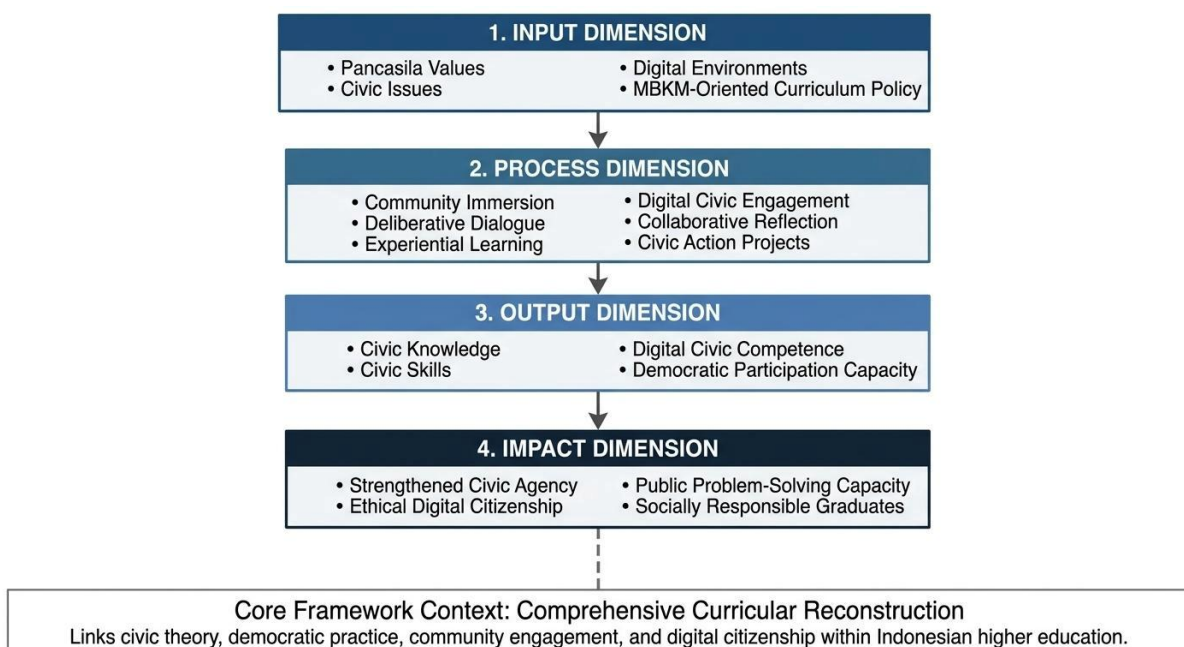 1. INPUT DIMENSION
• Pancasila Values
• Civic Issues
• Digital Environments
• MBKM-Oriented Curriculum Policy
2. PROCESS DIMENSION
• Community Immersion
• Deliberative Dialogue
• Experiential Learning
• Digital Civic Engagement
• Collaborative Reflection
• Civic Action Projects
3. OUTPUT DIMENSION
• Civic Knowledge
• Civic Skills
• Digital Civic Competence
• Democratic Participation Capacity
4. IMPACT DIMENSION
• Strengthened Civic Agency
• Ethical Digital Citizenship
• Public Problem-Solving Capacity
• Socially Responsible Graduates
Core Framework Context: Comprehensive Curricular Reconstruction
Links civic theory, democratic practice, community engagement, and digital citizenship within Indonesian higher education.